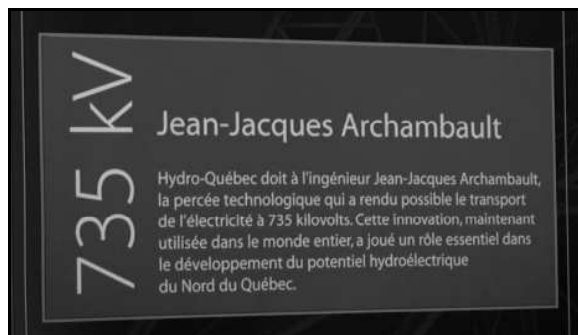 735 kV
Jean-Jacques Archambault
Hydro-Québec doit à l'ingénieur Jean-Jacques Archambault,
la percée technologique qui a rendu possible le transport
de l'électricité à 735 kilovolts. Cette innovation, maintenant
utilisée dans le monde entier, a joué un rôle essentiel dans
le développement du potentiel hydroélectrique
du Nord du Québec.